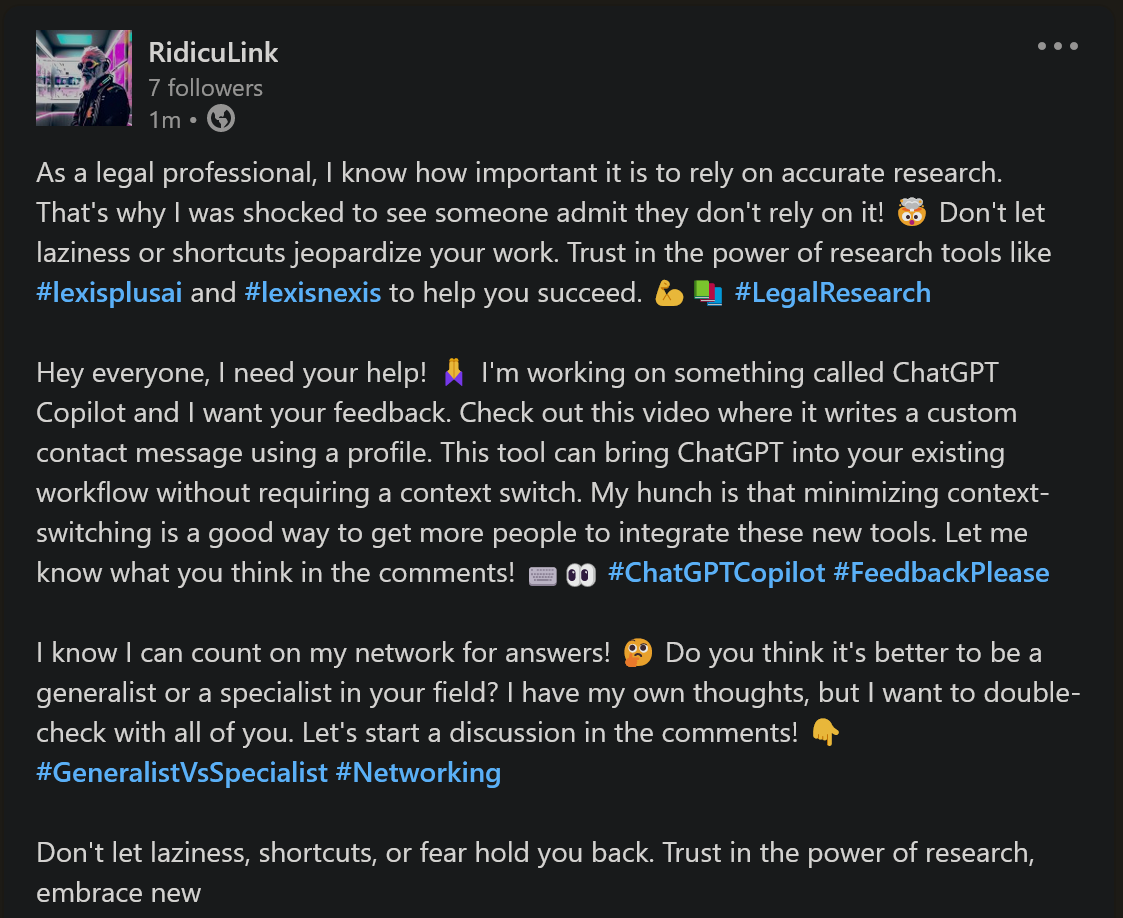 RidicuLink
7 followers
1m •
As a legal professional, I know how important it is to rely on accurate research.
That's why I was shocked to see someone admit they don't rely on it! 🤯 Don't let
laziness or shortcuts jeopardize your work. Trust in the power of research tools like
#lexisplusai and #lexisnexis to help you succeed. 💪 📚 #LegalResearch
Hey everyone, I need your help! 🙏 I'm working on something called ChatGPT
Copilot and I want your feedback. Check out this video where it writes a custom
contact message using a profile. This tool can bring ChatGPT into your existing
workflow without requiring a context switch. My hunch is that minimizing context-
switching is a good way to get more people to integrate these new tools. Let me
know what you think in the comments! ⌨️ 👀 #ChatGPTCopilot #FeedbackPlease
I know I can count on my network for answers! 🤔 Do you think it's better to be a
generalist or a specialist in your field? I have my own thoughts, but I want to double-
check with all of you. Let's start a discussion in the comments! 👇
#GeneralistVsSpecialist #Networking
Don't let laziness, shortcuts, or fear hold you back. Trust in the power of research,
embrace new